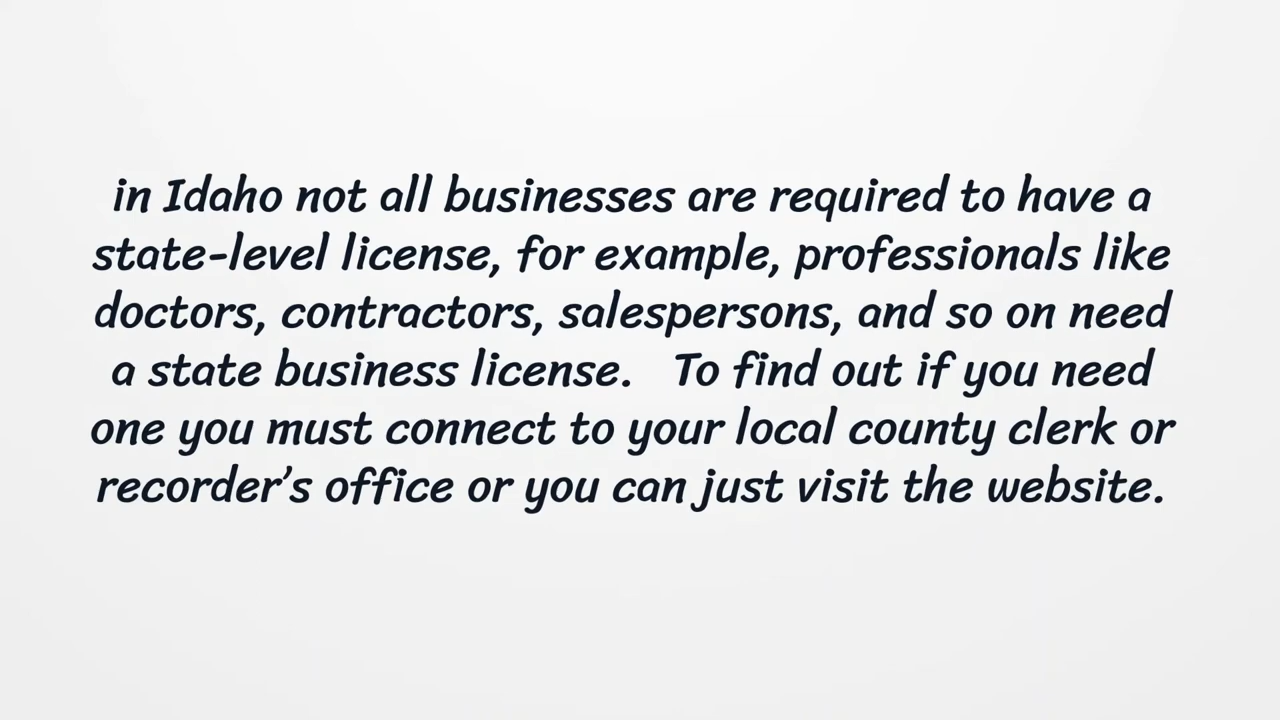 in Idaho not all businesses are required to have a
state-level license, for example, professionals like
doctors, contractors, salespersons, and so on need
a state business license.   To find out if you need
one you must connect to your local county clerk or
recorder’s office or you can just visit the website.